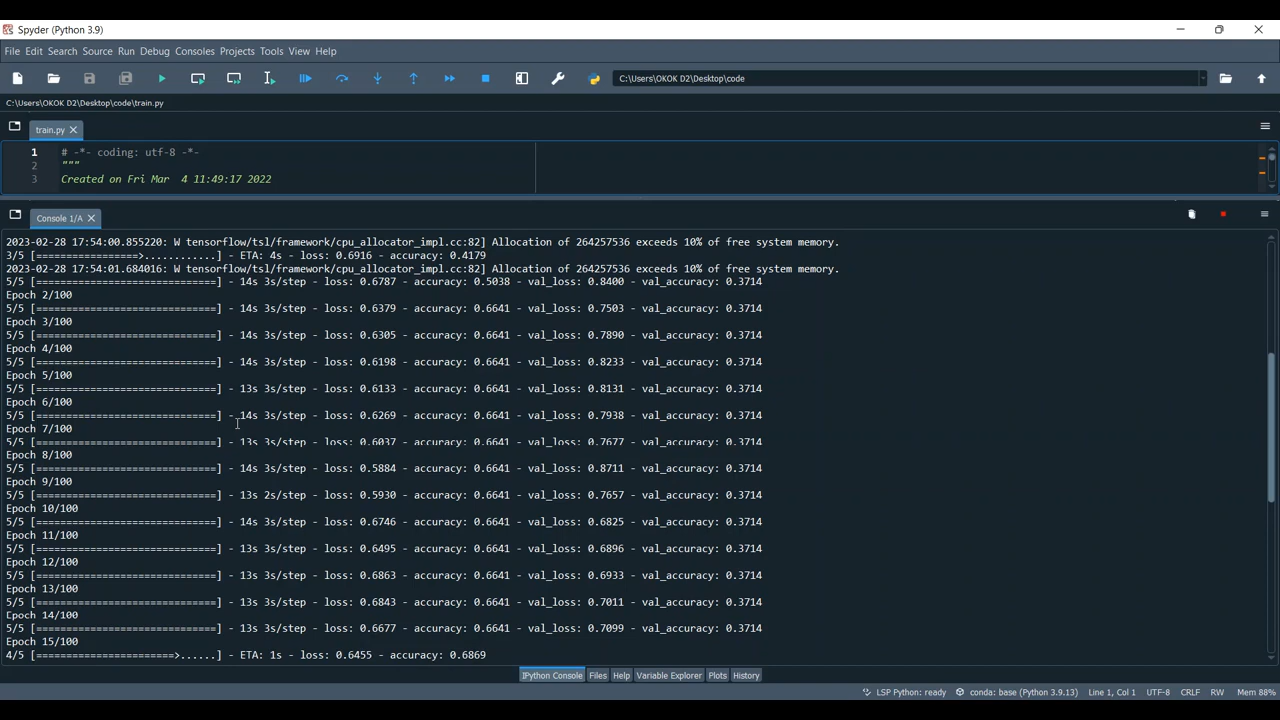 Spyder (Python 3.9)
File Edit Search Source Run Debug Consoles Projects Tools View Help
C:\Users\OKOK D2\Desktop\code
C:\Users\OKOK D2\Desktop\code\train.py
train.py
1 # -*- coding: utf-8 -*-
2 """
3 Created on Fri Mar  4 11:49:17 2022
Console 1/A
2023-02-28 17:54:00.855220: W tensorflow/tsl/framework/cpu_allocator_impl.cc:82] Allocation of 264257536 exceeds 10% of free system memory.
3/5 [=================>............] - ETA: 4s - loss: 0.6916 - accuracy: 0.4179
2023-02-28 17:54:01.684016: W tensorflow/tsl/framework/cpu_allocator_impl.cc:82] Allocation of 264257536 exceeds 10% of free system memory.
5/5 [==============================] - 14s 3s/step - loss: 0.6787 - accuracy: 0.5038 - val_loss: 0.8400 - val_accuracy: 0.3714
Epoch 2/100
5/5 [==============================] - 14s 3s/step - loss: 0.6379 - accuracy: 0.6641 - val_loss: 0.7503 - val_accuracy: 0.3714
Epoch 3/100
5/5 [==============================] - 14s 3s/step - loss: 0.6305 - accuracy: 0.6641 - val_loss: 0.7890 - val_accuracy: 0.3714
Epoch 4/100
5/5 [==============================] - 14s 3s/step - loss: 0.6198 - accuracy: 0.6641 - val_loss: 0.8233 - val_accuracy: 0.3714
Epoch 5/100
5/5 [==============================] - 13s 3s/step - loss: 0.6133 - accuracy: 0.6641 - val_loss: 0.8131 - val_accuracy: 0.3714
Epoch 6/100
5/5 [==============================] - 14s 3s/step - loss: 0.6269 - accuracy: 0.6641 - val_loss: 0.7938 - val_accuracy: 0.3714
Epoch 7/100
5/5 [==============================] - 13s 3s/step - loss: 0.6037 - accuracy: 0.6641 - val_loss: 0.7677 - val_accuracy: 0.3714
Epoch 8/100
5/5 [==============================] - 14s 3s/step - loss: 0.5884 - accuracy: 0.6641 - val_loss: 0.8711 - val_accuracy: 0.3714
Epoch 9/100
5/5 [==============================] - 13s 2s/step - loss: 0.5930 - accuracy: 0.6641 - val_loss: 0.7657 - val_accuracy: 0.3714
Epoch 10/100
5/5 [==============================] - 14s 3s/step - loss: 0.6746 - accuracy: 0.6641 - val_loss: 0.6825 - val_accuracy: 0.3714
Epoch 11/100
5/5 [==============================] - 13s 3s/step - loss: 0.6495 - accuracy: 0.6641 - val_loss: 0.6896 - val_accuracy: 0.3714
Epoch 12/100
5/5 [==============================] - 13s 3s/step - loss: 0.6863 - accuracy: 0.6641 - val_loss: 0.6933 - val_accuracy: 0.3714
Epoch 13/100
5/5 [==============================] - 13s 3s/step - loss: 0.6843 - accuracy: 0.6641 - val_loss: 0.7011 - val_accuracy: 0.3714
Epoch 14/100
5/5 [==============================] - 13s 3s/step - loss: 0.6677 - accuracy: 0.6641 - val_loss: 0.7099 - val_accuracy: 0.3714
Epoch 15/100
4/5 [=======================>......] - ETA: 1s - loss: 0.6455 - accuracy: 0.6869
IPython Console Files Help Variable Explorer Plots History
LSP Python: ready conda: base (Python 3.9.13) Line 1, Col 1 UTF-8 CRLF RW Mem 88%